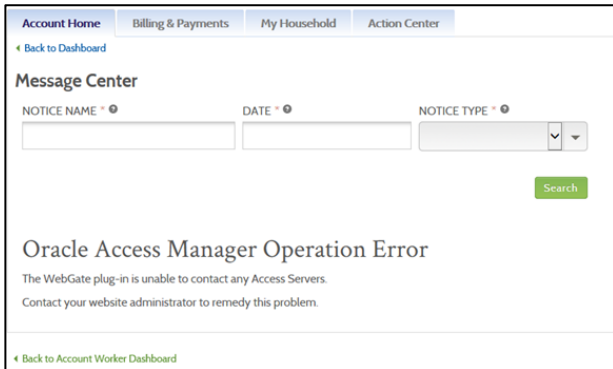 Account Home Billing & Payments My Household Action Center
Back to Dashboard
Message Center
NOTICE NAME * DATE * NOTICE TYPE *
Search
Oracle Access Manager Operation Error
The WebGate plug-in is unable to contact any Access Servers.
Contact your website administrator to remedy this problem.
Back to Account Worker Dashboard